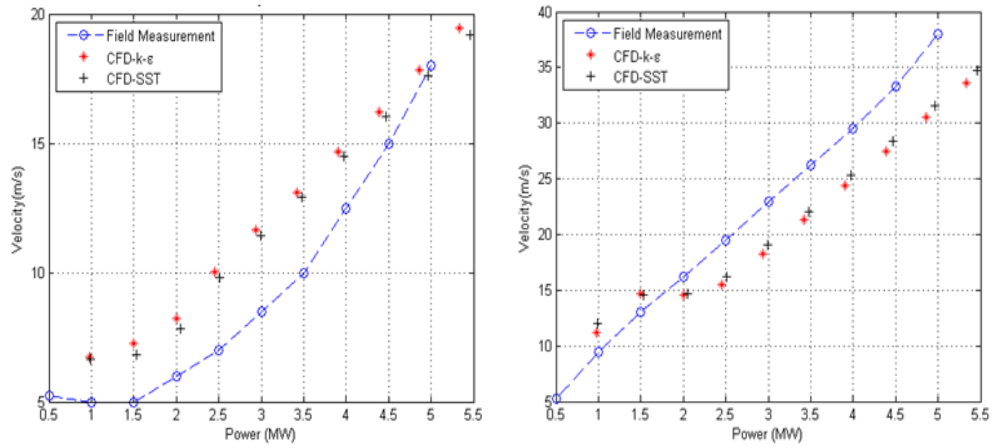 20
15
10
5
Velocity(m/s)
Field Measurement
CFD-k-ε
CFD-SST
0.5 1 1.5 2 2.5 3 3.5 4 4.5 5 5.5
Power (MW)
40
35
30
25
20
15
10
5
Velocity(m/s)
Field Measurement
CFD-k-ε
CFD-SST
0.5 1 1.5 2 2.5 3 3.5 4 4.5 5 5.5
Power (MW)